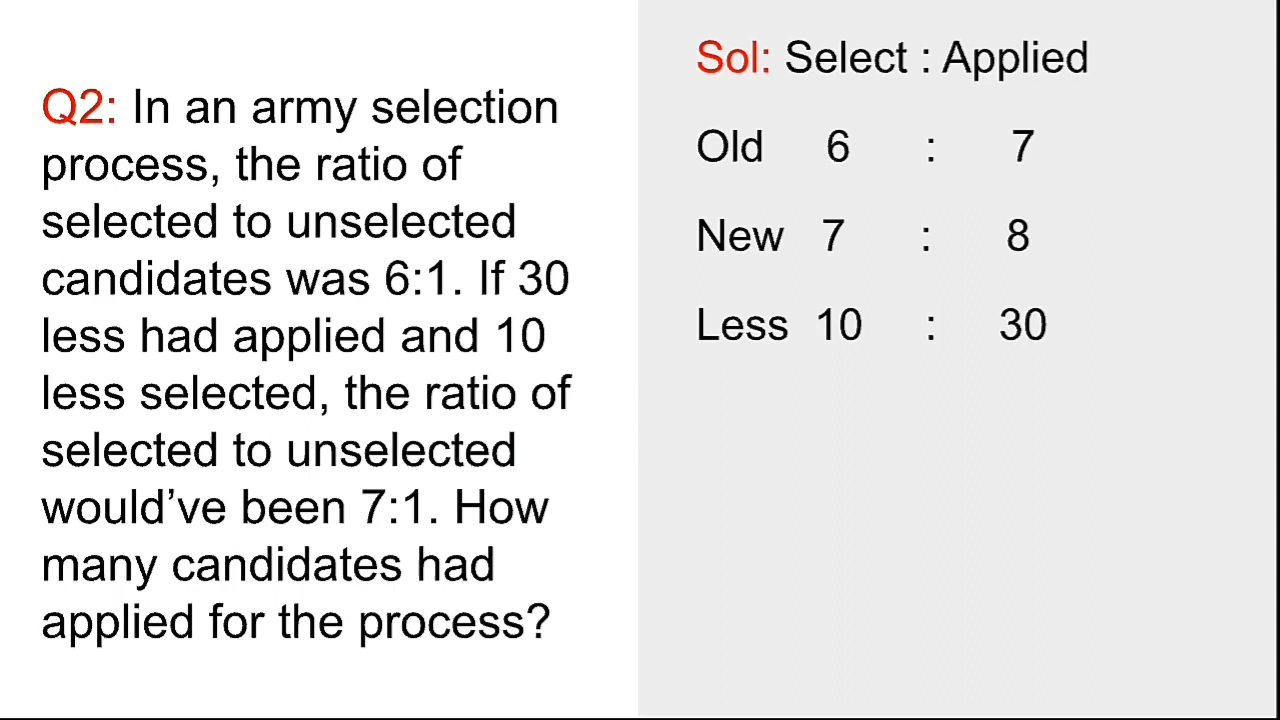 Q2: In an army selection
process, the ratio of
selected to unselected
candidates was 6:1. If 30
less had applied and 10
less selected, the ratio of
selected to unselected
would’ve been 7:1. How
many candidates had
applied for the process?
Sol: Select : Applied
Old 6 : 7
New 7 : 8
Less 10 : 30